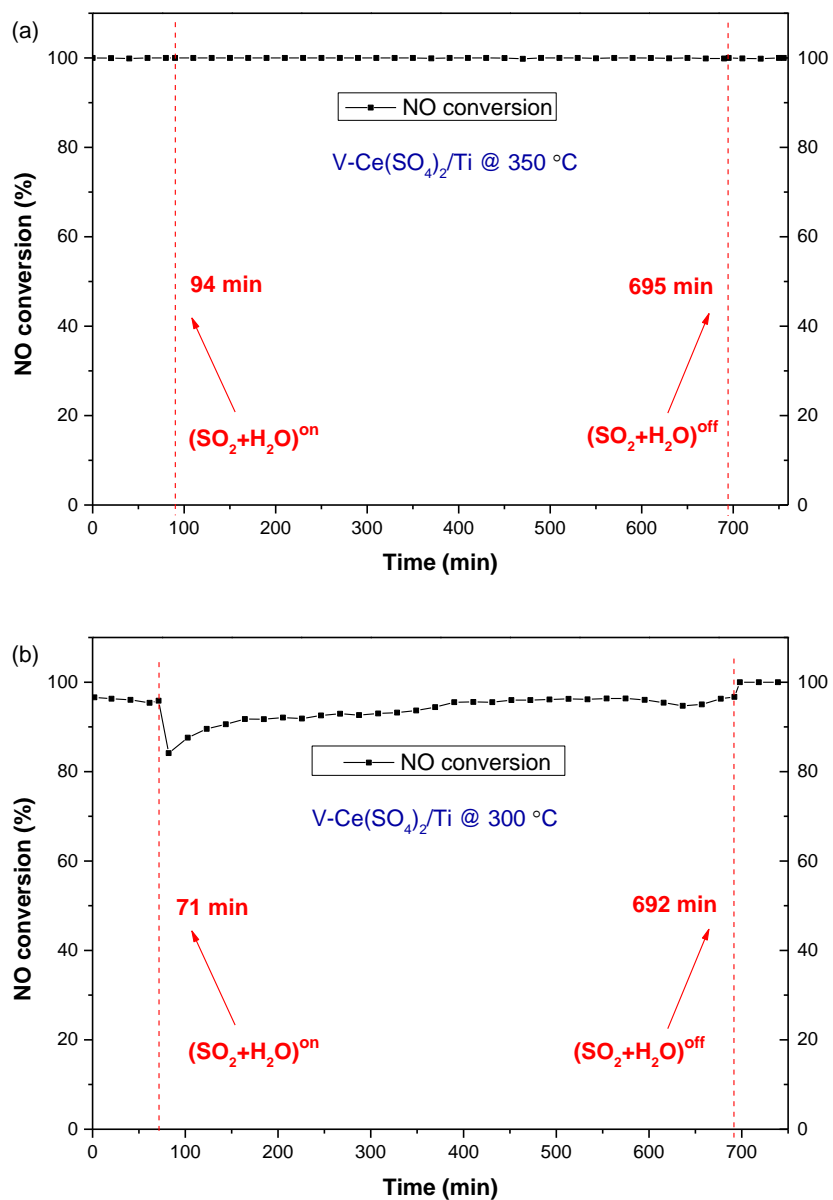 (a)
100
100
NO conversion
80
80
V-Ce(SO₄)₂/Ti @ 350 °C
60
60
94 min
695 min
40
40
20
20
(SO₂+H₂O)ᵒⁿ
(SO₂+H₂O)ᵒᶠᶠ
0
0
0 100 200 300 400 500 600 700
NO conversion (%)
Time (min)
(b)
100
100
80
80
NO conversion
V-Ce(SO₄)₂/Ti @ 300 °C
60
60
71 min
692 min
40
40
20
20
(SO₂+H₂O)ᵒⁿ
(SO₂+H₂O)ᵒᶠᶠ
0
0
0 100 200 300 400 500 600 700
NO conversion (%)
Time (min)